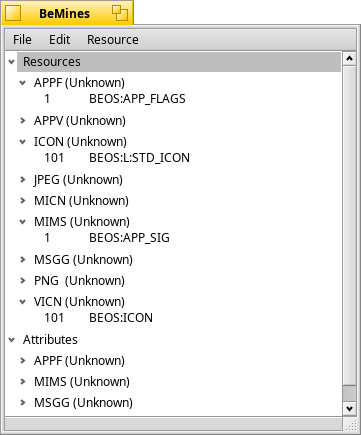 BeMines
File Edit Resource
Resources
APPF (Unknown)
1 BEOS:APP_FLAGS
APPV (Unknown)
ICON (Unknown)
101 BEOS:L:STD_ICON
JPEG (Unknown)
MICN (Unknown)
MIMS (Unknown)
1 BEOS:APP_SIG
MSGG (Unknown)
PNG (Unknown)
VICN (Unknown)
101 BEOS:ICON
Attributes
APPF (Unknown)
MIMS (Unknown)
MSGG (Unknown)